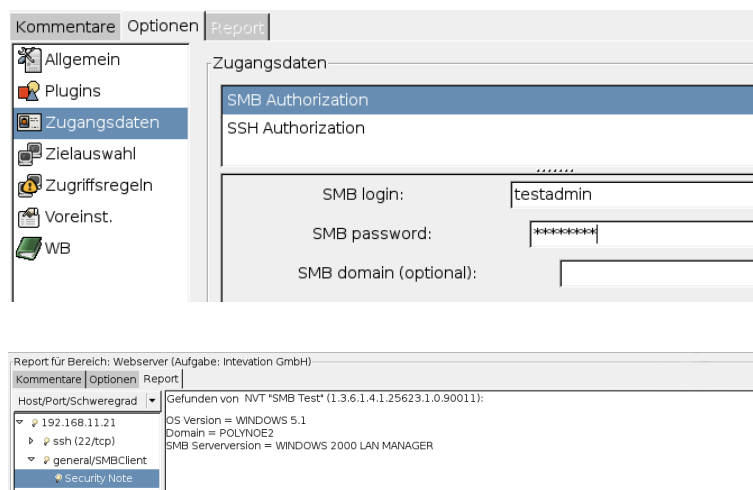 Kommentare Optionen Report
Allgemein
Plugins
Zugangsdaten
Zielauswahl
Zugriffsregeln
Voreinst.
WB
Zugangsdaten
SMB Authorization
SSH Authorization
SMB login: testadmin
SMB password: ********
SMB domain (optional):
Report für Bereich: Webserver (Aufgabe: Intevation GmbH)
Kommentare Optionen Report
Host/Port/Schweregrad
192.168.11.21
ssh (22/tcp)
general/SMBClient
Security Note
Gefunden von NVT "SMB Test" (1.3.6.1.4.1.25623.1.0.90011):
OS Version = WINDOWS 5.1
Domain = POLYNOE2
SMB Serverversion = WINDOWS 2000 LAN MANAGER